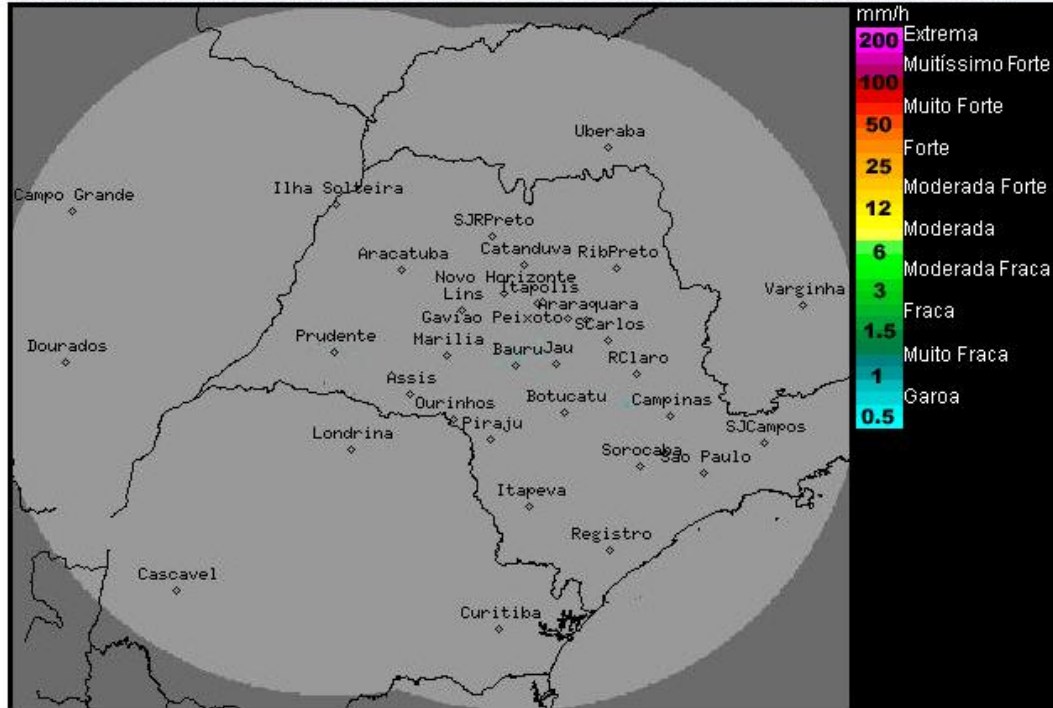 mm/h
200 Extrema
Muitíssimo Forte
100
Muito Forte
50
Forte
25
Moderada Forte
12
Moderada
6
Moderada Fraca
3
Fraca
1.5
Muito Fraca
1
Garoa
0.5
Uberaba
Campo Grande
Ilha Solteira
SJRPreto
Aracatuba
Catanduva
RibPreto
Novo Horizonte
Itapolis
Lins
Araraquara
Varginha
Gaviao Peixoto
SCarlos
Dourados
Prudente
Marilia
Bauru
Jau
RClaro
Assis
Ourinhos
Botucatu
Campinas
Piraju
SJCampos
Londrina
Sorocaba
Sao Paulo
Itapeva
Registro
Cascavel
Curitiba